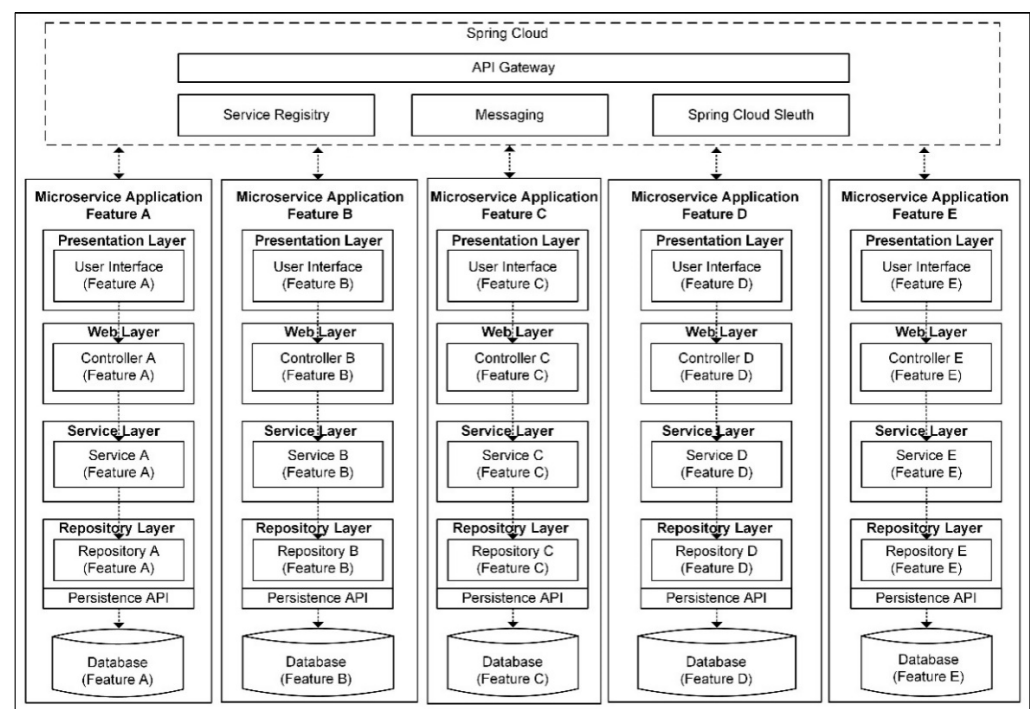 Spring Cloud
API Gateway
Service Registry
Messaging
Spring Cloud Sleuth
Microservice Application
Feature A
Presentation Layer
User Interface
(Feature A)
Web Layer
Controller A
(Feature A)
Service Layer
Service A
(Feature A)
Repository Layer
Repository A
(Feature A)
Persistence API
Database
(Feature A)
Microservice Application
Feature B
Presentation Layer
User Interface
(Feature B)
Web Layer
Controller B
(Feature B)
Service Layer
Service B
(Feature B)
Repository Layer
Repository B
(Feature B)
Persistence API
Database
(Feature B)
Microservice Application
Feature C
Presentation Layer
User Interface
(Feature C)
Web Layer
Controller C
(Feature C)
Service Layer
Service C
(Feature C)
Repository Layer
Repository C
(Feature C)
Persistence API
Database
(Feature C)
Microservice Application
Feature D
Presentation Layer
User Interface
(Feature D)
Web Layer
Controller D
(Feature D)
Service Layer
Service D
(Feature D)
Repository Layer
Repository D
(Feature D)
Persistence API
Database
(Feature D)
Microservice Application
Feature E
Presentation Layer
User Interface
(Feature E)
Web Layer
Controller E
(Feature E)
Service Layer
Service E
(Feature E)
Repository Layer
Repository E
(Feature E)
Persistence API
Database
(Feature E)